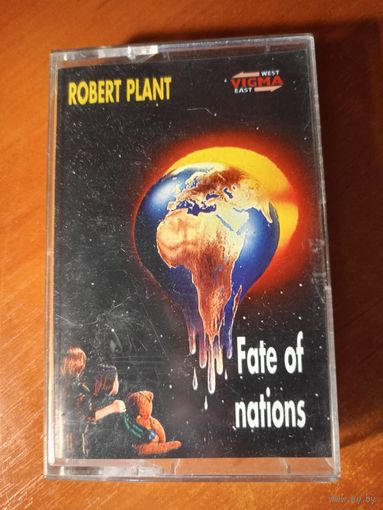 ROBERT PLANT
WEST
VIGMA
EAST
Fate of
nations